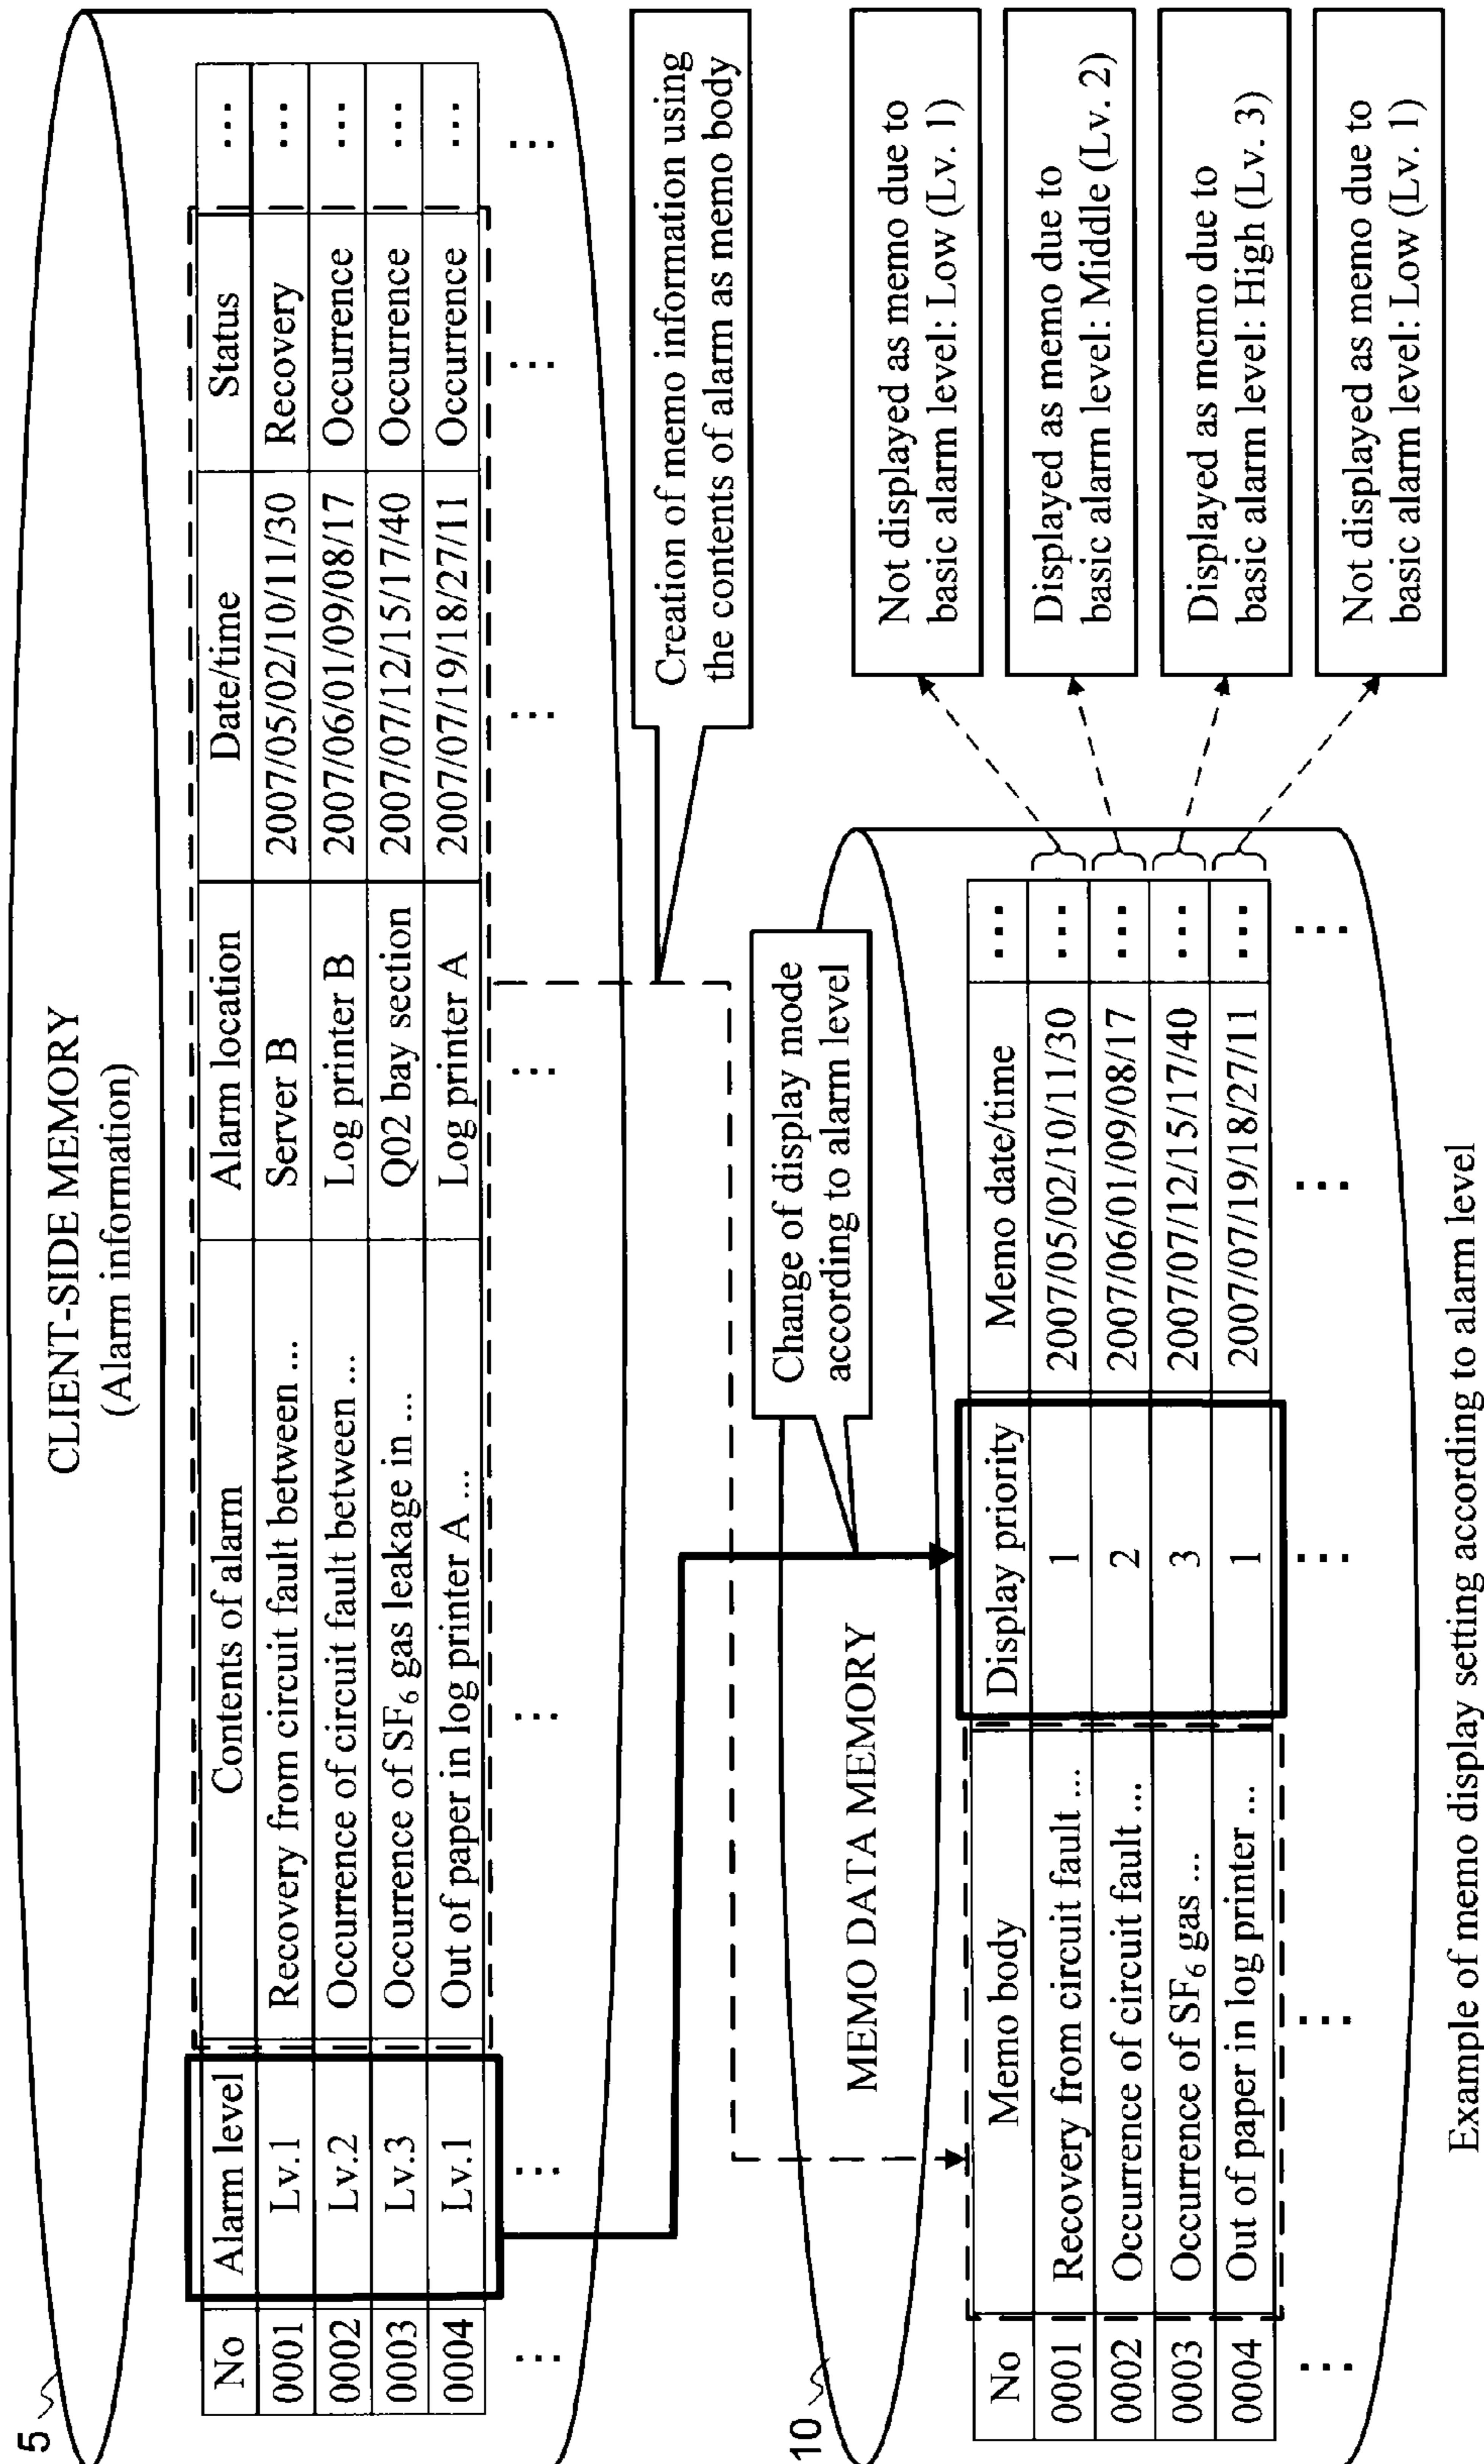 5
CLIENT-SIDE MEMORY
(Alarm information)
No Alarm level Contents of alarm Alarm location Date/time Status ...
0001 Lv.1 Recovery from circuit fault between ... Server B 2007/05/02/10/11/30 Recovery ...
0002 Lv.2 Occurrence of circuit fault between ... Log printer B 2007/06/01/09/08/17 Occurrence ...
0003 Lv.3 Occurrence of SF₆ gas leakage in ... Q02 bay section 2007/07/12/15/17/40 Occurrence ...
0004 Lv.1 Out of paper in log printer A ... Log printer A 2007/07/19/18/27/11 Occurrence ...
... ... ... ... ... ... ...
Creation of memo information using
the contents of alarm as memo body
Change of display mode
according to alarm level
10
MEMO DATA MEMORY
No Memo body Display priority Memo date/time ...
0001 Recovery from circuit fault ... 1 2007/05/02/10/11/30 ...
0002 Occurrence of circuit fault ... 2 2007/06/01/09/08/17 ...
0003 Occurrence of SF₆ gas ... 3 2007/07/12/15/17/40 ...
0004 Out of paper in log printer ... 1 2007/07/19/18/27/11 ...
... ... ... ... ...
Not displayed as memo due to
basic alarm level: Low (Lv. 1)
Displayed as memo due to
basic alarm level: Middle (Lv. 2)
Displayed as memo due to
basic alarm level: High (Lv. 3)
Not displayed as memo due to
basic alarm level: Low (Lv. 1)
Example of memo display setting according to alarm level